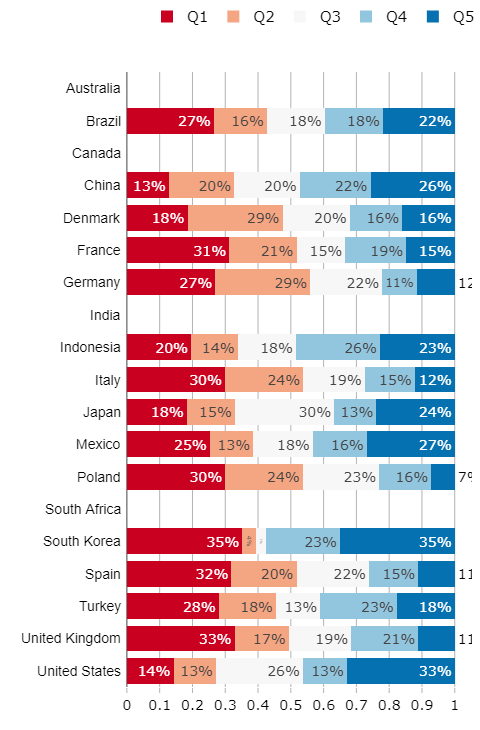 Q1 Q2 Q3 Q4 Q5
Australia
Brazil 27% 16% 18% 18% 22%
Canada
China 13% 20% 20% 22% 26%
Denmark 18% 29% 20% 16% 16%
France 31% 21% 15% 19% 15%
Germany 27% 29% 22% 11% 12
India
Indonesia 20% 14% 18% 26% 23%
Italy 30% 24% 19% 15% 12%
Japan 18% 15% 30% 13% 24%
Mexico 25% 13% 18% 16% 27%
Poland 30% 24% 23% 16% 7%
South Africa
South Korea 35% 23% 35%
Spain 32% 20% 22% 15% 11
Turkey 28% 18% 13% 23% 18%
United Kingdom 33% 17% 19% 21% 11
United States 14% 13% 26% 13% 33%
0 0.1 0.2 0.3 0.4 0.5 0.6 0.7 0.8 0.9 1